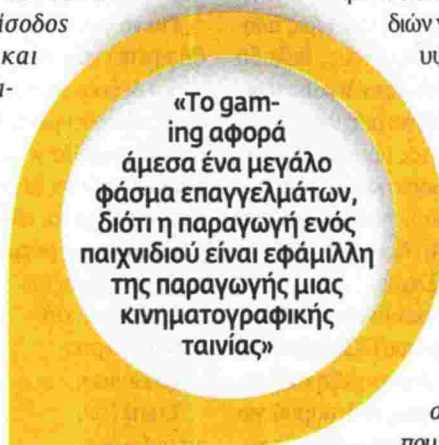 ίσοδος
και
«Το gam-
ing αφορά
άμεσα ένα μεγάλο
φάσμα επαγγελμάτων,
διότι η παραγωγή ενός
παιχνιδιού είναι εφάμιλλη
της παραγωγής μιας
κινηματογραφικής
ταινίας»
διών
που